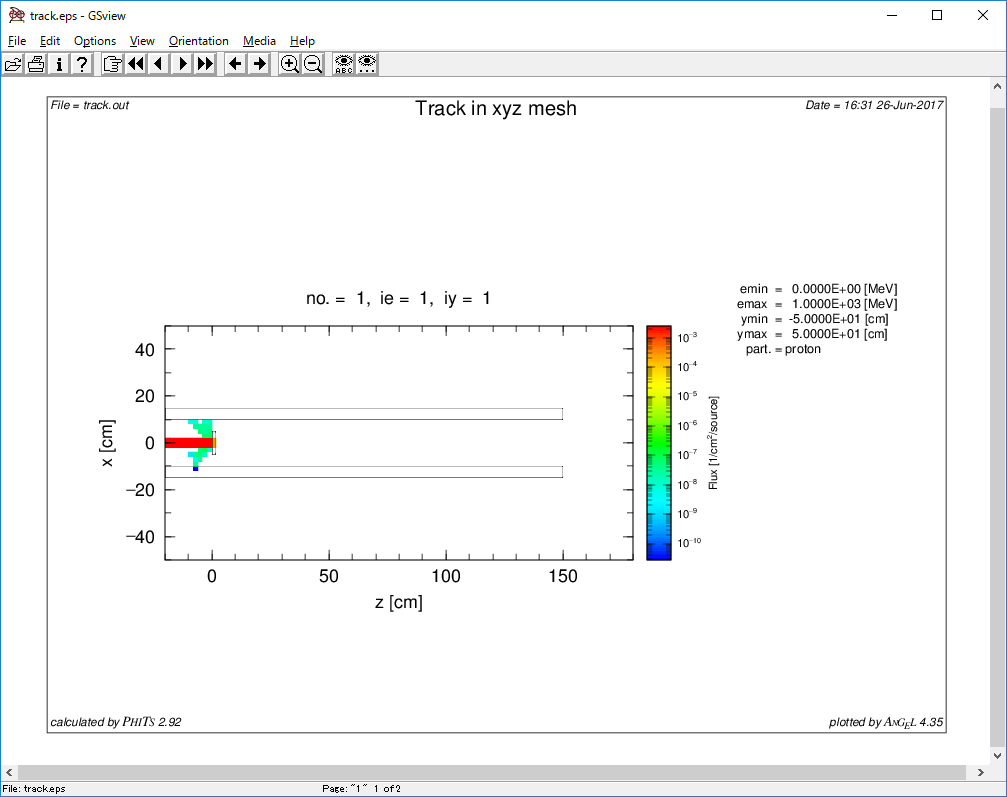 track.eps - GSview
File Edit Options View Orientation Media Help
i ? ABC
File = track.out
Track in xyz mesh
Date = 16:31 26-Jun-2017
no. = 1, ie = 1, iy = 1
emin = 0.0000E+00 [MeV]
emax = 1.0000E+03 [MeV]
ymin = -5.0000E+01 [cm]
ymax = 5.0000E+01 [cm]
part. = proton
40
20
0
−20
−40
x [cm]
0 50 100 150
z [cm]
10⁻³
10⁻⁴
10⁻⁵
10⁻⁶
10⁻⁷
10⁻⁸
10⁻⁹
10⁻¹⁰
Flux [1/cm²/source]
calculated by PHITS 2.92
plotted by ANGEL 4.35
File: track.eps
Page: "1" 1 of 2